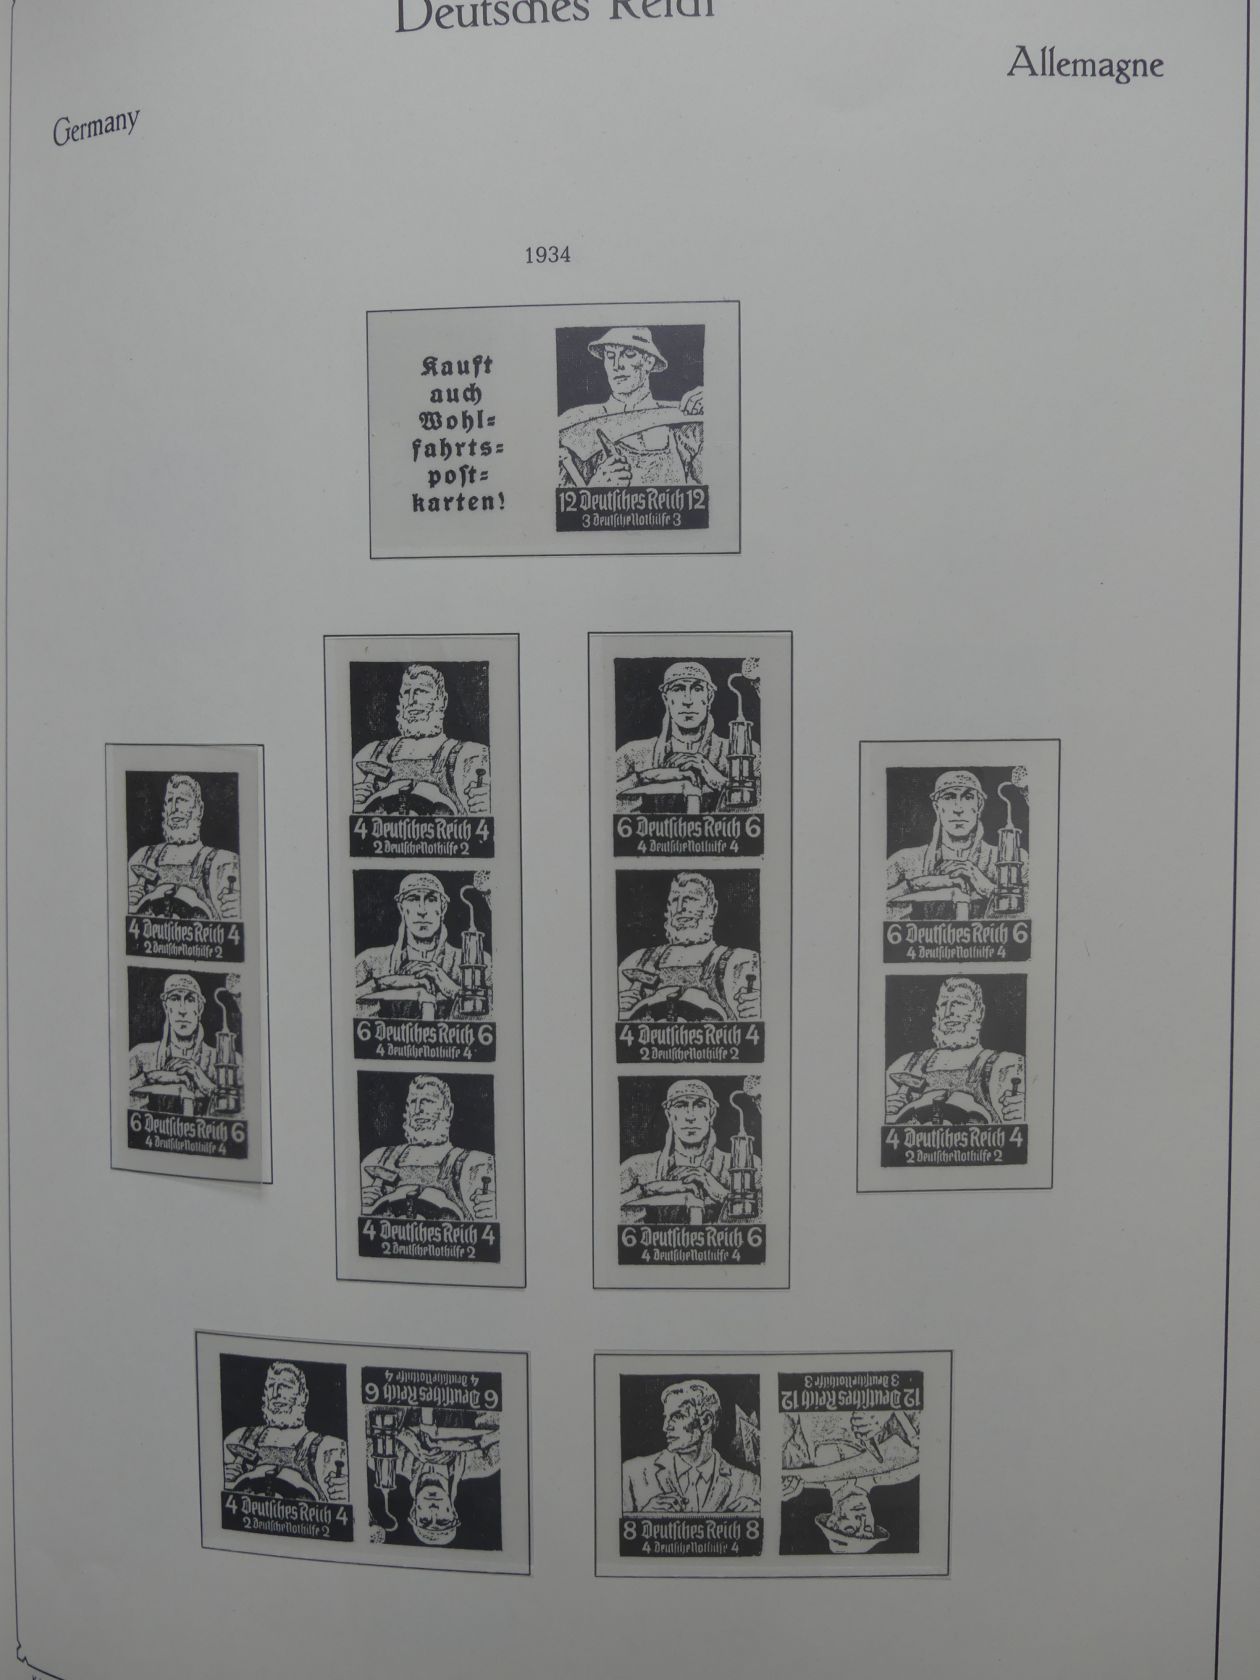 Deutsches Reich
Allemagne
Germany
1934
Kauft
auch
Wohl=
fahrts=
post=
karten!
12 Deutsches Reich 12
3 Deutsche Nothilfe 3
4 Deutsches Reich 4
2 Deutsche Nothilfe 2
6 Deutsches Reich 6
4 Deutsche Nothilfe 4
4 Deutsches Reich 4
2 Deutsche Nothilfe 2
6 Deutsches Reich 6
4 Deutsche Nothilfe 4
4 Deutsches Reich 4
2 Deutsche Nothilfe 2
6 Deutsches Reich 6
4 Deutsche Nothilfe 4
4 Deutsches Reich 4
2 Deutsche Nothilfe 2
6 Deutsches Reich 6
4 Deutsche Nothilfe 4
6 Deutsches Reich 6
4 Deutsche Nothilfe 4
4 Deutsches Reich 4
2 Deutsche Nothilfe 2
4 Deutsches Reich 4
2 Deutsche Nothilfe 2
6 Deutsches Reich 6
4 Deutsche Nothilfe 4
8 Deutsches Reich 8
4 Deutsche Nothilfe 4
12 Deutsches Reich 12
3 Deutsche Nothilfe 3